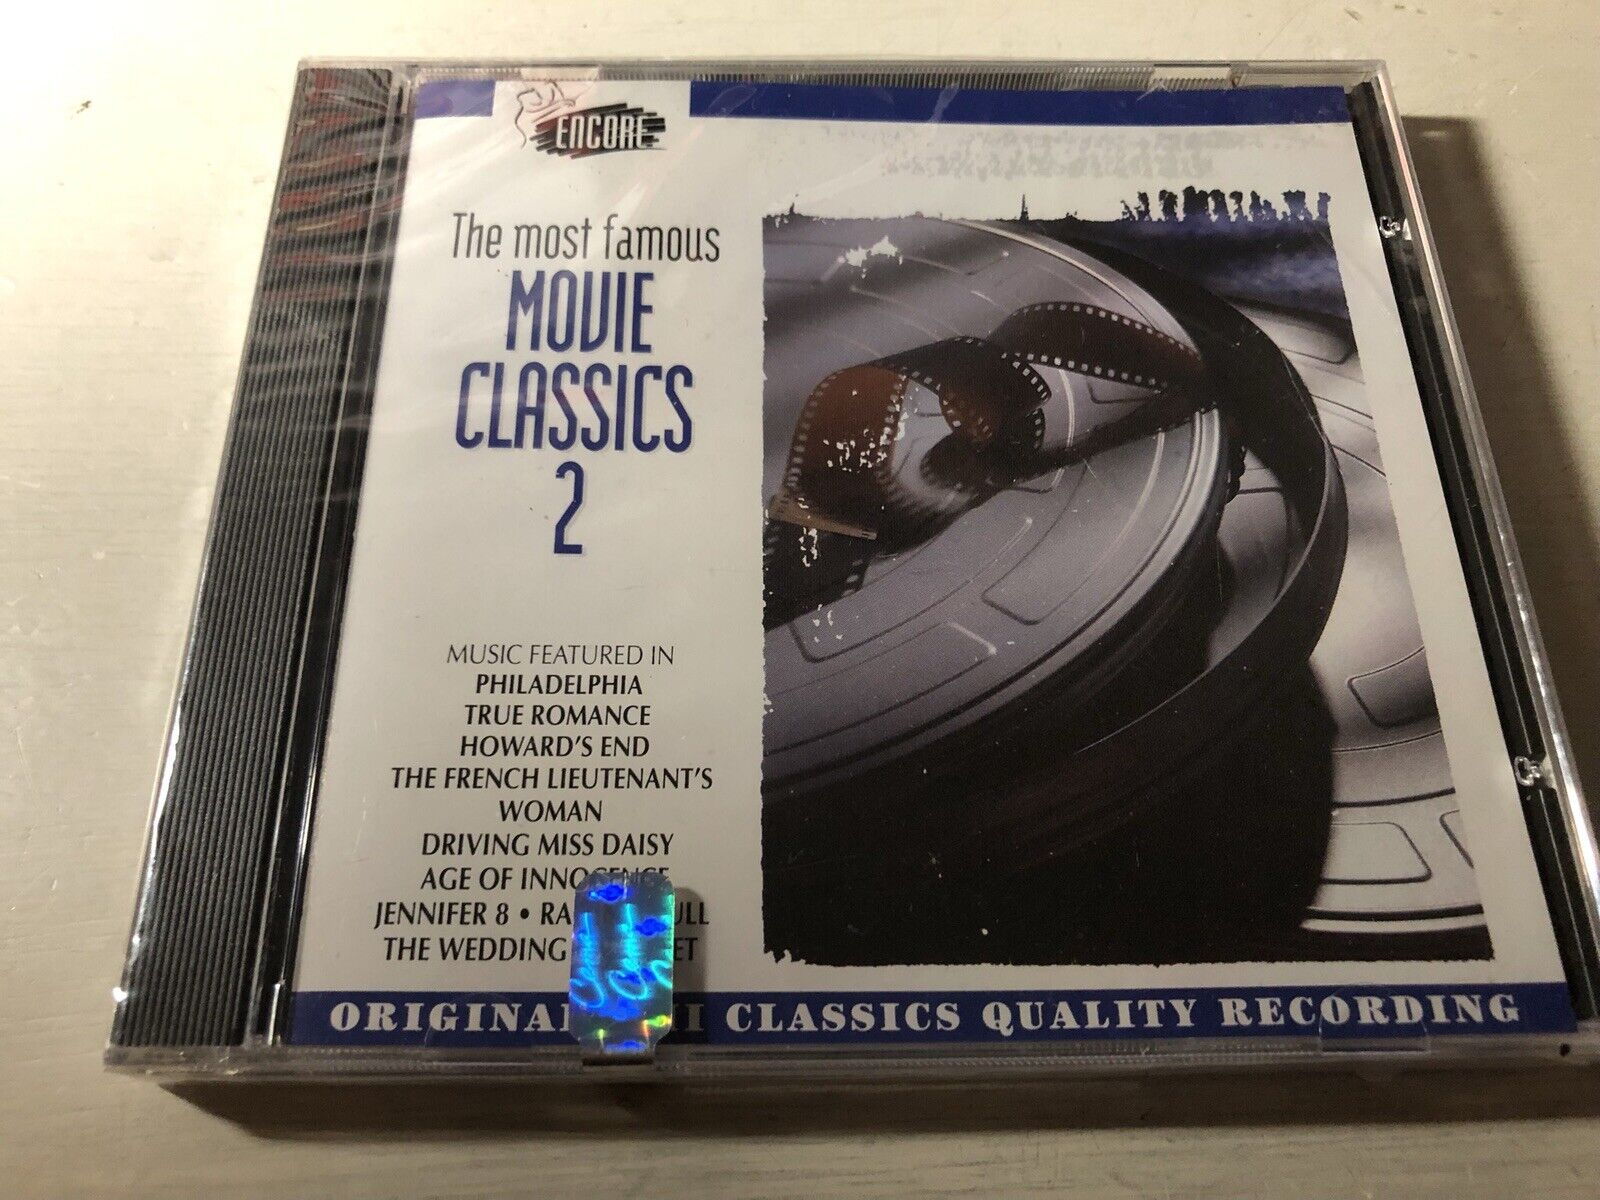 ENCORE
The most famous
MOVIE
CLASSICS
2
MUSIC FEATURED IN
PHILADELPHIA
TRUE ROMANCE
HOWARD'S END
THE FRENCH LIEUTENANT'S
WOMAN
DRIVING MISS DAISY
AGE OF INNOCENCE
JENNIFER 8 •
THE WEDDING
CLASSICS QUALITY RECORDING